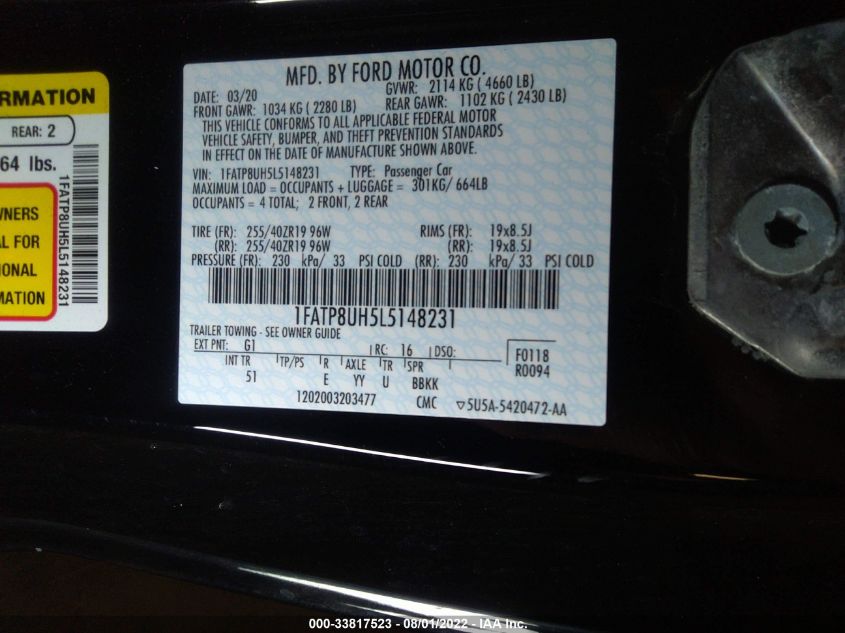 MFD. BY FORD MOTOR CO.
DATE: 03/20 GVWR: 2114 KG ( 4660 LB)
FRONT GAWR: 1034 KG ( 2280 LB) REAR GAWR: 1102 KG ( 2430 LB)
THIS VEHICLE CONFORMS TO ALL APPLICABLE FEDERAL MOTOR
VEHICLE SAFETY, BUMPER, AND THEFT PREVENTION STANDARDS
IN EFFECT ON THE DATE OF MANUFACTURE SHOWN ABOVE.
VIN: 1FATP8UH5L5148231 TYPE: Passenger Car
MAXIMUM LOAD = OCCUPANTS + LUGGAGE = 301KG/ 664LB
OCCUPANTS = 4 TOTAL; 2 FRONT, 2 REAR
TIRE (FR): 255/40ZR19 96W RIMS (FR): 19x8.5J
(RR): 255/40ZR19 96W (RR): 19x8.5J
PRESSURE (FR): 230 kPa/ 33 PSI COLD (RR): 230 kPa/ 33 PSI COLD
1FATP8UH5L5148231
TRAILER TOWING - SEE OWNER GUIDE
EXT PNT: G1 RC: 16 DSO:
INT TR TP/PS R AXLE TR SPR
51 E YY U BBKK
F0118
R0094
1202003203477 CMC ▽5U5A-5420472-AA
ORMATION
REAR: 2
64 lbs.
WNERS
AL FOR
IONAL
MATION
1FATP8UH5L5148231
000-33817523 - 08/01/2022 - IAA Inc.